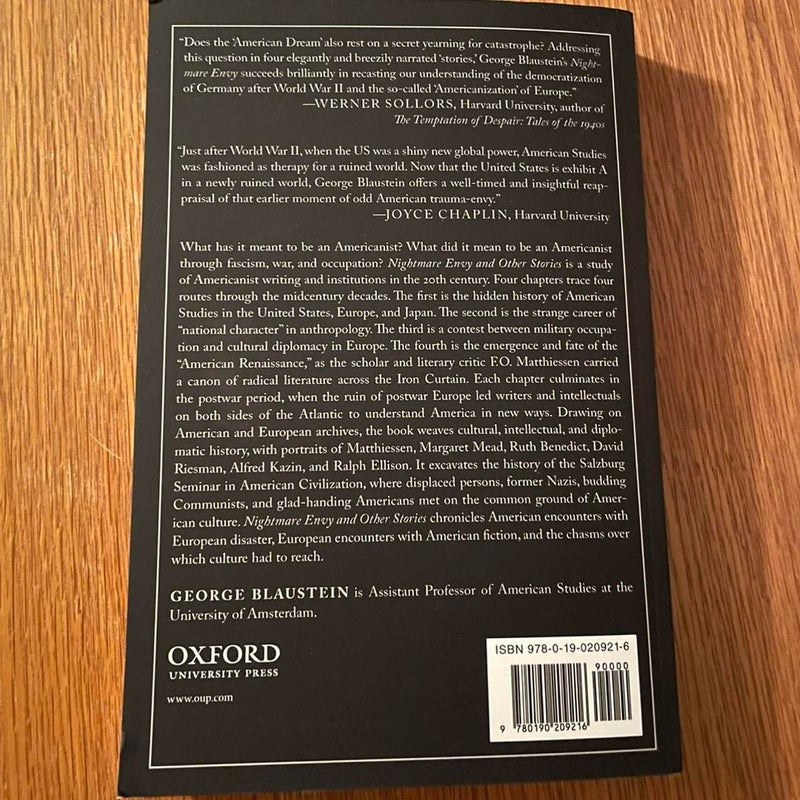 “Does the ‘American Dream’ also rest on a secret yearning for catastrophe? Addressing
this question in four elegantly and breezily narrated ‘stories,’ George Blaustein’s Night-
mare Envy succeeds brilliantly in recasting our understanding of the democratization
of Germany after World War II and the so-called ‘Americanization’ of Europe.”
—WERNER SOLLORS, Harvard University, author of
The Temptation of Despair: Tales of the 1940s
“Just after World War II, when the US was a shiny new global power, American Studies
was fashioned as therapy for a ruined world. Now that the United States is exhibit A
in a newly ruined world, George Blaustein offers a well-timed and insightful reap-
praisal of that earlier moment of odd American trauma-envy.”
—JOYCE CHAPLIN, Harvard University
What has it meant to be an Americanist? What did it mean to be an Americanist
through fascism, war, and occupation? Nightmare Envy and Other Stories is a study
of Americanist writing and institutions in the 20th century. Four chapters trace four
routes through the midcentury decades. The first is the hidden history of American
Studies in the United States, Europe, and Japan. The second is the strange career of
“national character” in anthropology. The third is a contest between military occupa-
tion and cultural diplomacy in Europe. The fourth is the emergence and fate of the
“American Renaissance,” as the scholar and literary critic F.O. Matthiessen carried
a canon of radical literature across the Iron Curtain. Each chapter culminates in
the postwar period, when the ruin of postwar Europe led writers and intellectuals
on both sides of the Atlantic to understand America in new ways. Drawing on
American and European archives, the book weaves cultural, intellectual, and diplo-
matic history, with portraits of Matthiessen, Margaret Mead, Ruth Benedict, David
Riesman, Alfred Kazin, and Ralph Ellison. It excavates the history of the Salzburg
Seminar in American Civilization, where displaced persons, former Nazis, budding
Communists, and glad-handing Americans met on the common ground of Amer-
ican culture. Nightmare Envy and Other Stories chronicles American encounters with
European disaster, European encounters with American fiction, and the chasms over
which culture had to reach.
GEORGE BLAUSTEIN is Assistant Professor of American Studies at the
University of Amsterdam.
OXFORD
UNIVERSITY PRESS
www.oup.com
ISBN 978-0-19-020921-6
90000
9 780190 209216